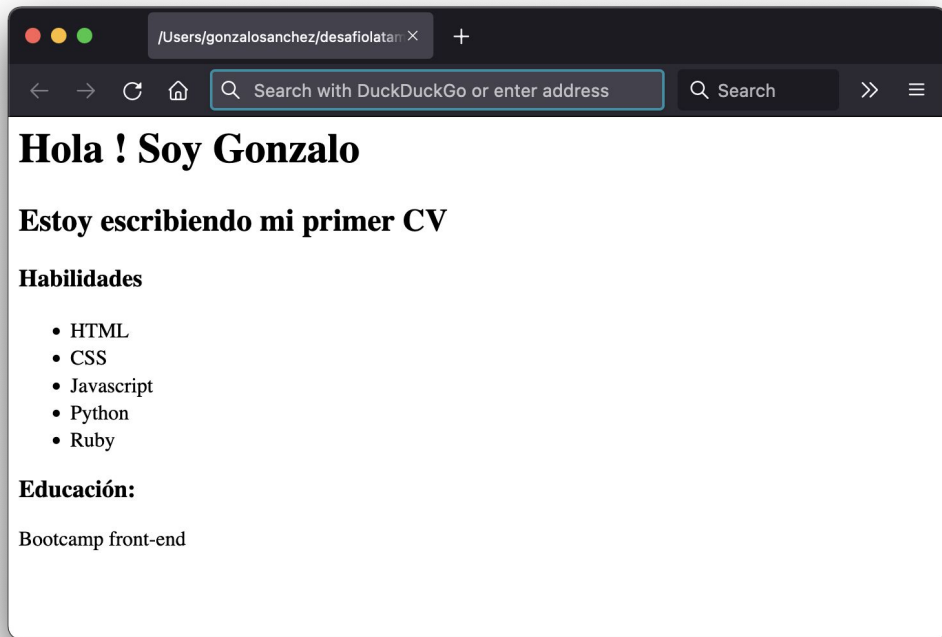 /Users/gonzalosanchez/desafiolatam
Search with DuckDuckGo or enter address
Search
Hola ! Soy Gonzalo
Estoy escribiendo mi primer CV
Habilidades
HTML
CSS
Javascript
Python
Ruby
Educación:
Bootcamp front-end